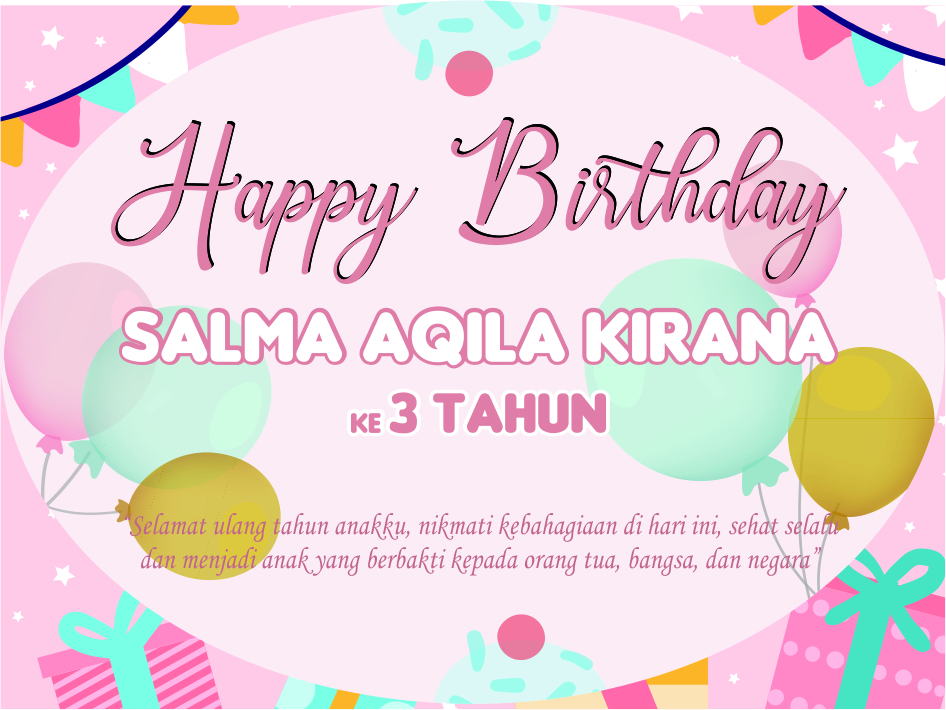 Happy Birthday
SALMA AQILA KIRANA
KE 3 TAHUN
"Selamat ulang tahun anakku, nikmati kebahagiaan di hari ini, sehat selalu
dan menjadi anak yang berbakti kepada orang tua, bangsa, dan negara"